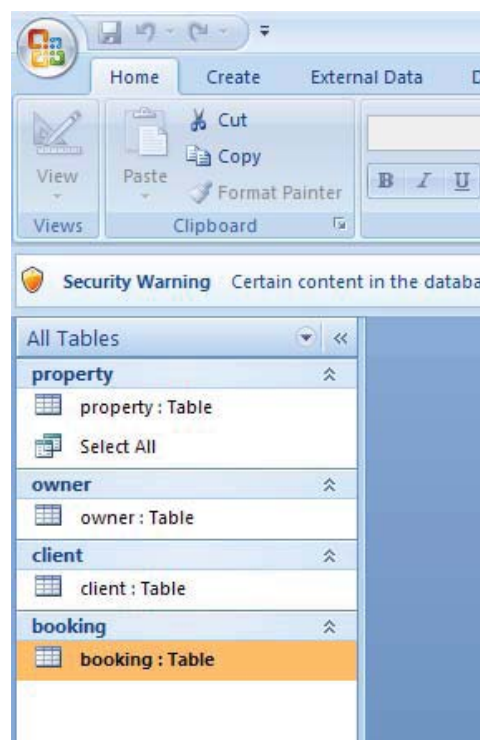 Home Create External Data D
Cut
Copy
Format Painter
View
Paste
B I U
Views Clipboard
Security Warning Certain content in the databa
All Tables
property
property : Table
Select All
owner
owner : Table
client
client : Table
booking
booking : Table